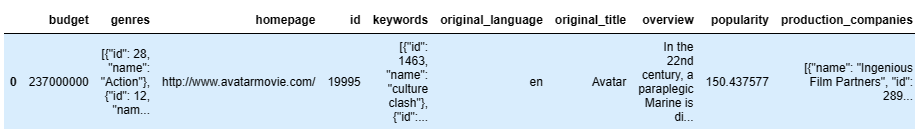 budget genres homepage id keywords original_language original_title overview popularity production_companies
[{"id": 28,
"name":
"Action"},
{"id": 12,
"nam...
[{"id":
1463,
"name":
"culture
clash"},
{"id":...
In the
22nd
century, a
paraplegic
Marine is
di...
[{"name": "Ingenious
Film Partners", "id":
289...
0 237000000 http://www.avatarmovie.com/ 19995 en Avatar 150.437577